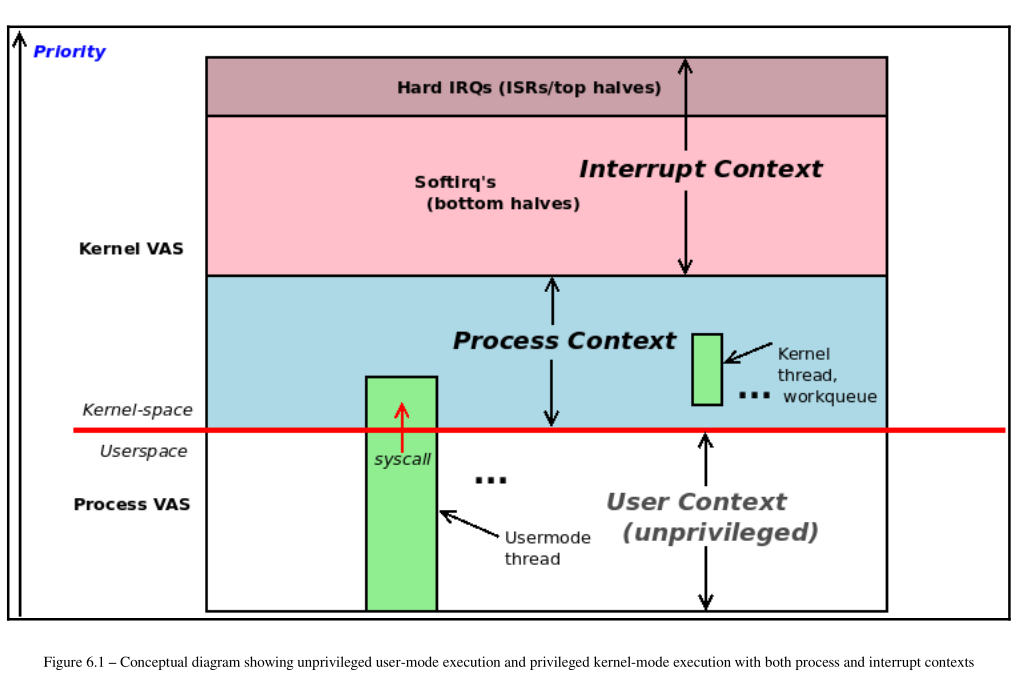 Priority
Hard IRQs (ISRs/top halves)
Interrupt Context
SoftIrq's
(bottom halves)
Kernel VAS
Process Context
Kernel
thread,
... workqueue
Kernel-space
Userspace
syscall
...
Process VAS
User Context
(unprivileged)
Usermode
thread
Figure 6.1 – Conceptual diagram showing unprivileged user-mode execution and privileged kernel-mode execution with both process and interrupt contexts